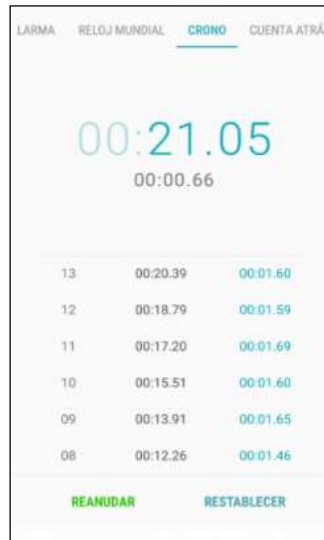 LARMA RELOJ MUNDIAL CRONO CUENTA ATRÁ
00:21.05
00:00.66
13 00:20.39 00:01.60
12 00:18.79 00:01.59
11 00:17.20 00:01.69
10 00:15.51 00:01.60
09 00:13.91 00:01.65
08 00:12.26 00:01.46
REANUDAR RESTABLECER